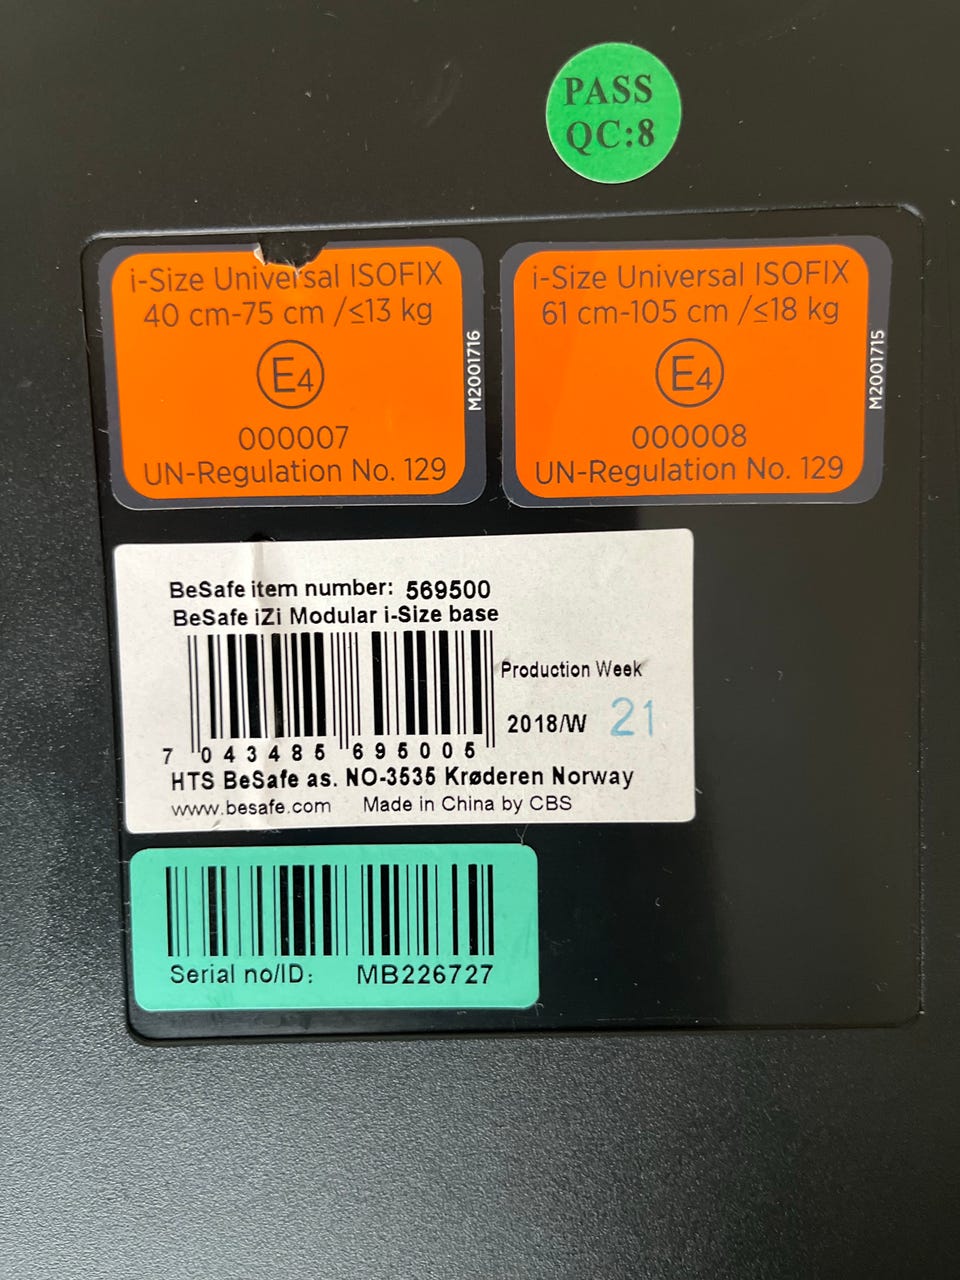 PASS
QC:8
i-Size Universal ISOFIX
40 cm-75 cm /≤13 kg
E4
000007
UN-Regulation No. 129
M2001716
i-Size Universal ISOFIX
61 cm-105 cm /≤18 kg
E4
000008
UN-Regulation No. 129
M2001715
BeSafe item number: 569500
BeSafe iZi Modular i-Size base
Production Week
2018/W 21
7 043485 695005
HTS BeSafe as. NO-3535 Krøderen Norway
www.besafe.com Made in China by CBS
Serial no/ID: MB226727